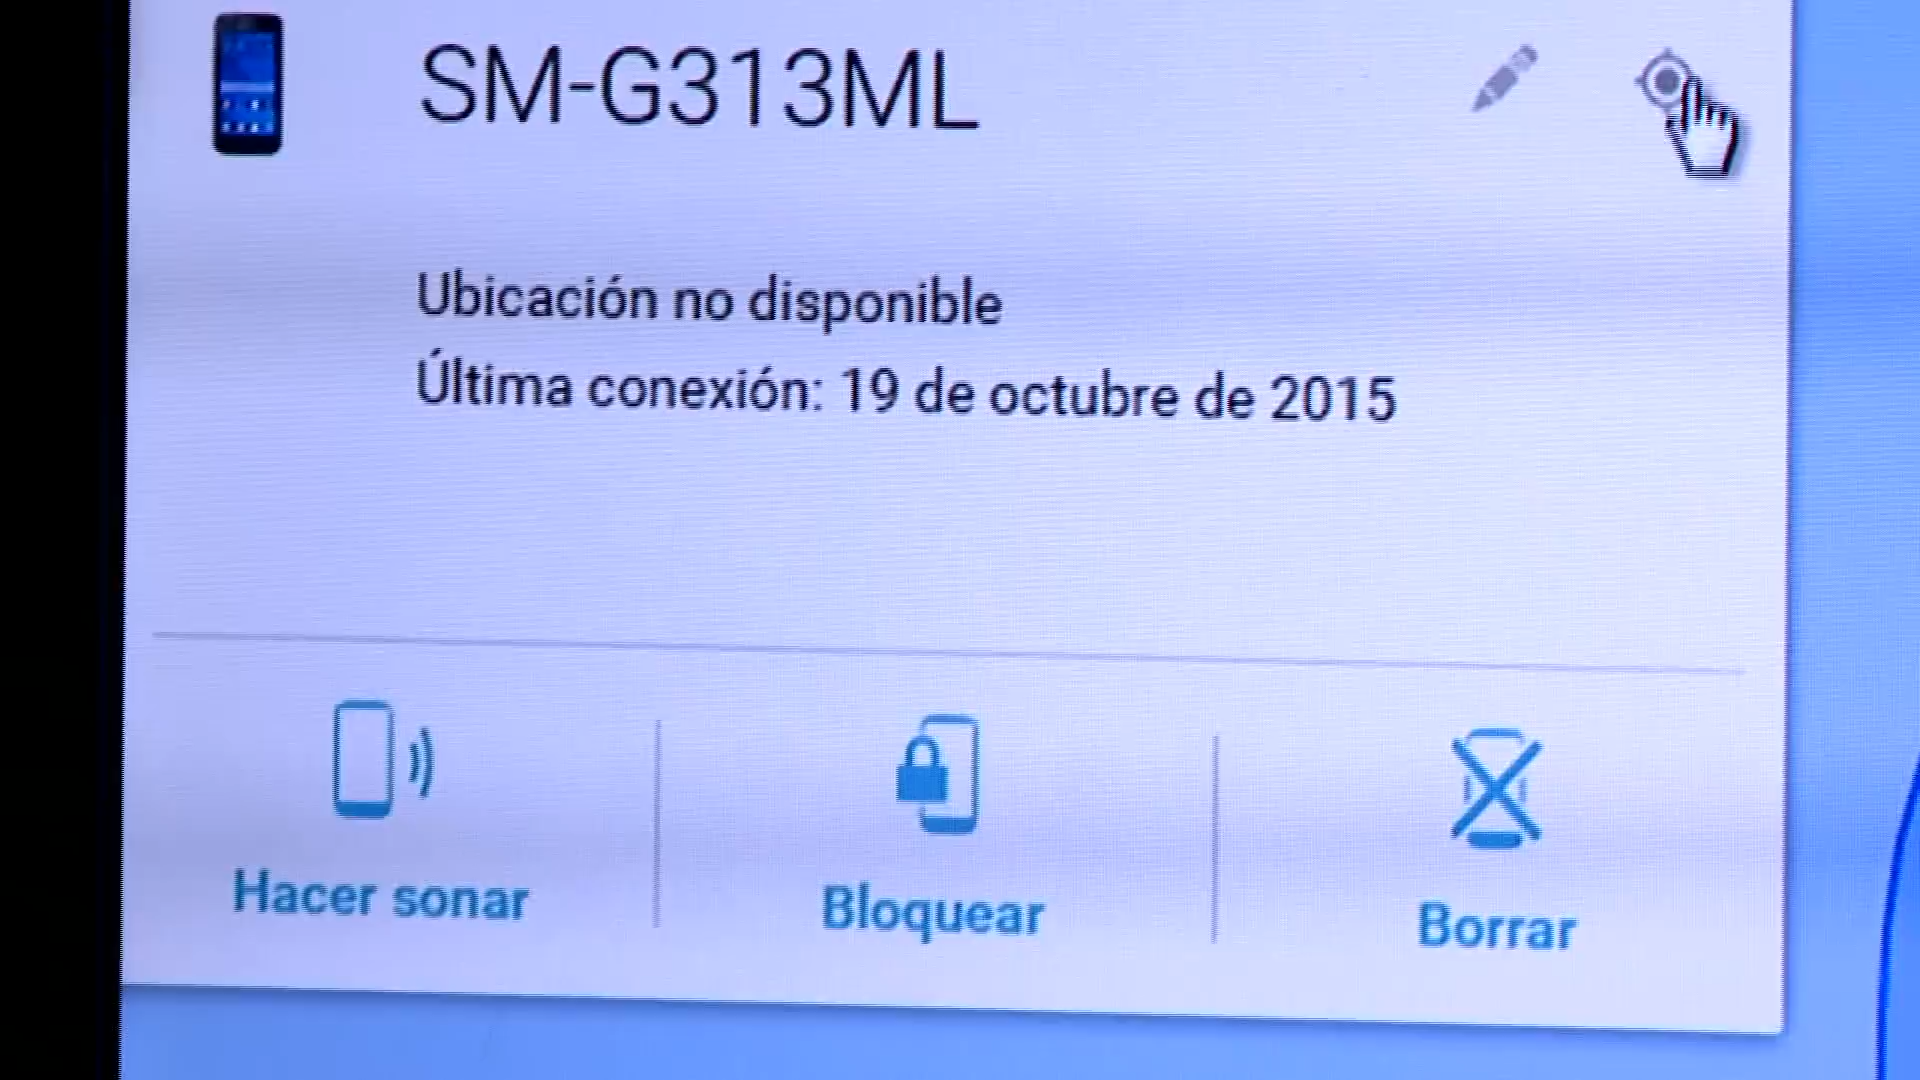 SM-G313ML
Ubicación no disponible
Última conexión: 19 de octubre de 2015
Hacer sonar
Bloquear
Borrar